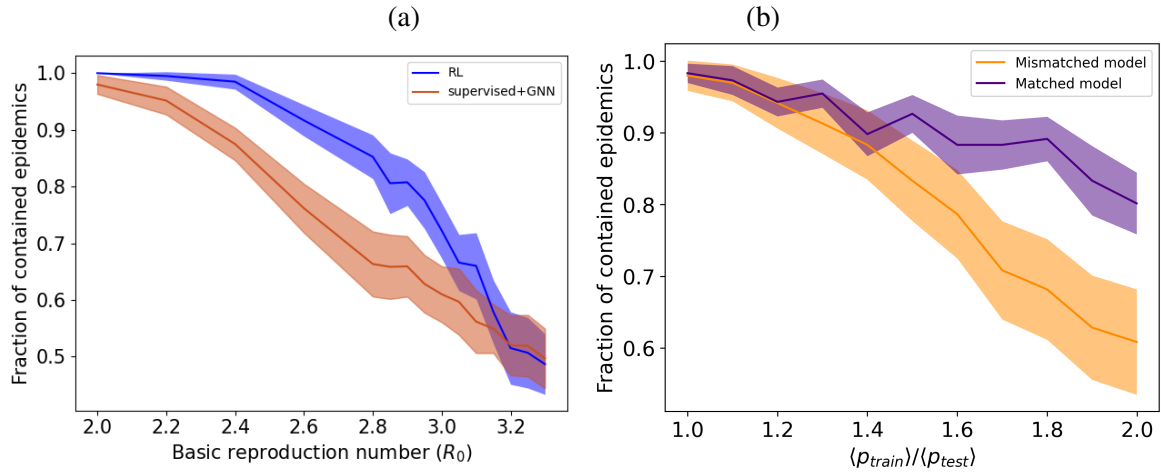 (a)
Fraction of contained epidemics
1.0
0.9
0.8
0.7
0.6
0.5
RL
supervised+GNN
2.0 2.2 2.4 2.6 2.8 3.0 3.2
Basic reproduction number (R₀)
(b)
Fraction of contained epidemics
1.0
0.9
0.8
0.7
0.6
Mismatched model
Matched model
1.0 1.2 1.4 1.6 1.8 2.0
⟨p_train⟩/⟨p_test⟩